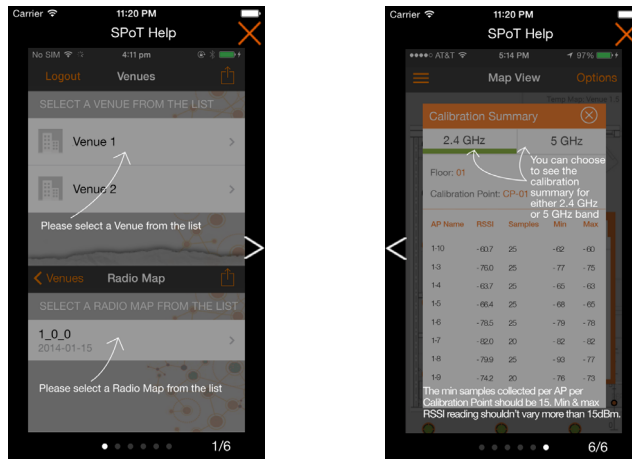 Carrier 11:20 PM
SPoT Help
No SIM 4:11 pm
Logout Venues
SELECT A VENUE FROM THE LIST
Venue 1
Venue 2
Please select a Venue from the list
Venues Radio Map
SELECT A RADIO MAP FROM THE LIST
1_0_0
2014-01-15
Please select a Radio Map from the list
1/6
Carrier 11:20 PM
SPoT Help
AT&T 5:14 PM 97%
Map View Options
Temp Map Venue 1.1
Calibration Summary
2.4 GHz 5 GHz
You can choose
to see the
calibration
summary for
either 2.4 GHz
or 5 GHz band
Floor: 01
Calibration Point: CP-01
AP Name RSSI Samples Min Max
1-10 -60.7 25 -62 -60
1-3 -76.0 25 -77 -75
1-4 -63.7 25 -65 -63
1-5 -66.4 25 -68 -65
1-6 -78.5 25 -79 -78
1-7 -82.0 20 -82 -82
1-8 -79.9 25 -93 -77
1-9 -74.2 20 -76 -73
The min samples collected per AP per
Calibration Point should be 15. Min & max
RSSI reading shouldn't vary more than 15dBm.
6/6